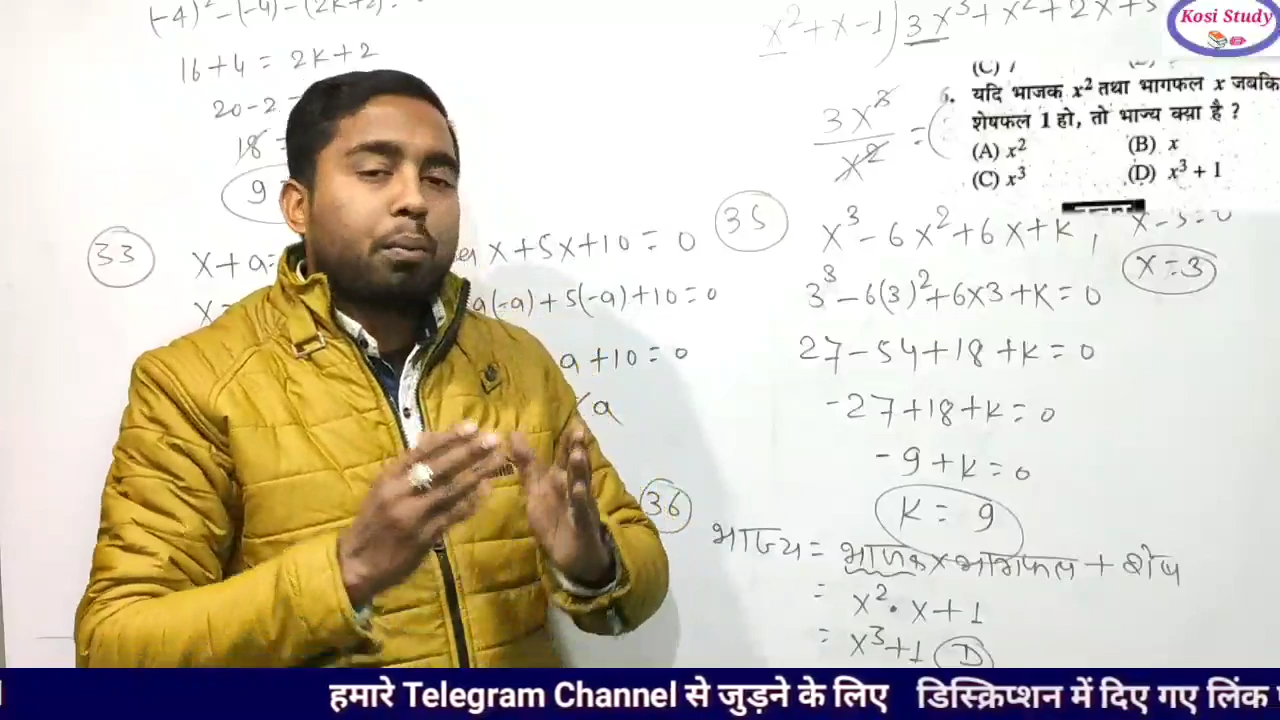 (-4)² - (-4) - (2k+2)
16+4 = 2k+2
20-2 =
18 =
9 =
33
x+a=
x=
x+5x+10 = 0
a(-a)+5(-a)+10=0
a+10=0
a
x²+x-1)3x³+x²+2x+5
3x³/x² = (
Kosi Study
(C) 7
6. यदि भाजक x² तथा भागफल x जबकि
शेषफल 1 हो, तो भाज्य क्या है ?
(A) x² (B) x
(C) x³ (D) x³ + 1
35
x³-6x²+6x+k, x-3=0
x=3
3³-6(3)²+6x3+k=0
27-54+18+k=0
-27+18+k=0
-9+k=0
k=9
36
भाज्य = भाजक×भागफल+शेष
= x².x+1
= x³+1 D
हमारे Telegram Channel से जुड़ने के लिए डिस्क्रिप्शन में दिए गए लिंक